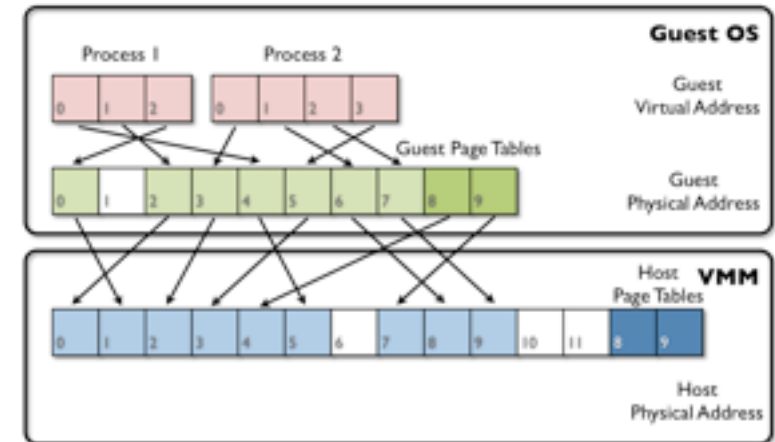 Guest OS
Process 1
Process 2
Guest
Virtual Address
0 1 2
0 1 2 3
Guest Page Tables
Guest
Physical Address
0 1 2 3 4 5 6 7 8 9
Host
Page Tables
VMM
0 1 2 3 4 5 6 7 8 9 10 11 8 9
Host
Physical Address